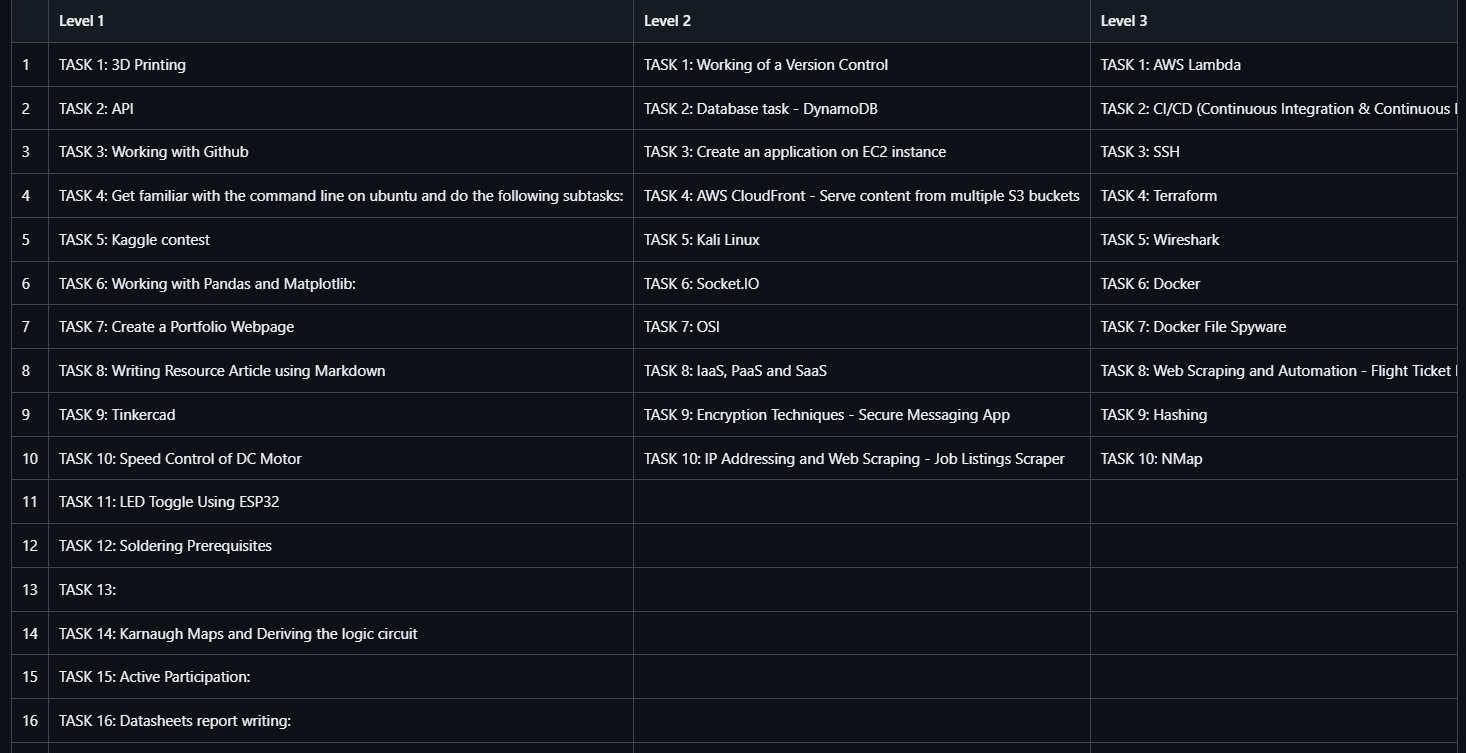 Level 1 Level 2 Level 3
1 TASK 1: 3D Printing TASK 1: Working of a Version Control TASK 1: AWS Lambda
2 TASK 2: API TASK 2: Database task - DynamoDB TASK 2: CI/CD (Continuous Integration & Continuous
3 TASK 3: Working with Github TASK 3: Create an application on EC2 instance TASK 3: SSH
4 TASK 4: Get familiar with the command line on ubuntu and do the following subtasks: TASK 4: AWS CloudFront - Serve content from multiple S3 buckets TASK 4: Terraform
5 TASK 5: Kaggle contest TASK 5: Kali Linux TASK 5: Wireshark
6 TASK 6: Working with Pandas and Matplotlib: TASK 6: Socket.IO TASK 6: Docker
7 TASK 7: Create a Portfolio Webpage TASK 7: OSI TASK 7: Docker File Spyware
8 TASK 8: Writing Resource Article using Markdown TASK 8: IaaS, PaaS and SaaS TASK 8: Web Scraping and Automation - Flight Ticket
9 TASK 9: Tinkercad TASK 9: Encryption Techniques - Secure Messaging App TASK 9: Hashing
10 TASK 10: Speed Control of DC Motor TASK 10: IP Addressing and Web Scraping - Job Listings Scraper TASK 10: NMap
11 TASK 11: LED Toggle Using ESP32
12 TASK 12: Soldering Prerequisites
13 TASK 13:
14 TASK 14: Karnaugh Maps and Deriving the logic circuit
15 TASK 15: Active Participation:
16 TASK 16: Datasheets report writing: